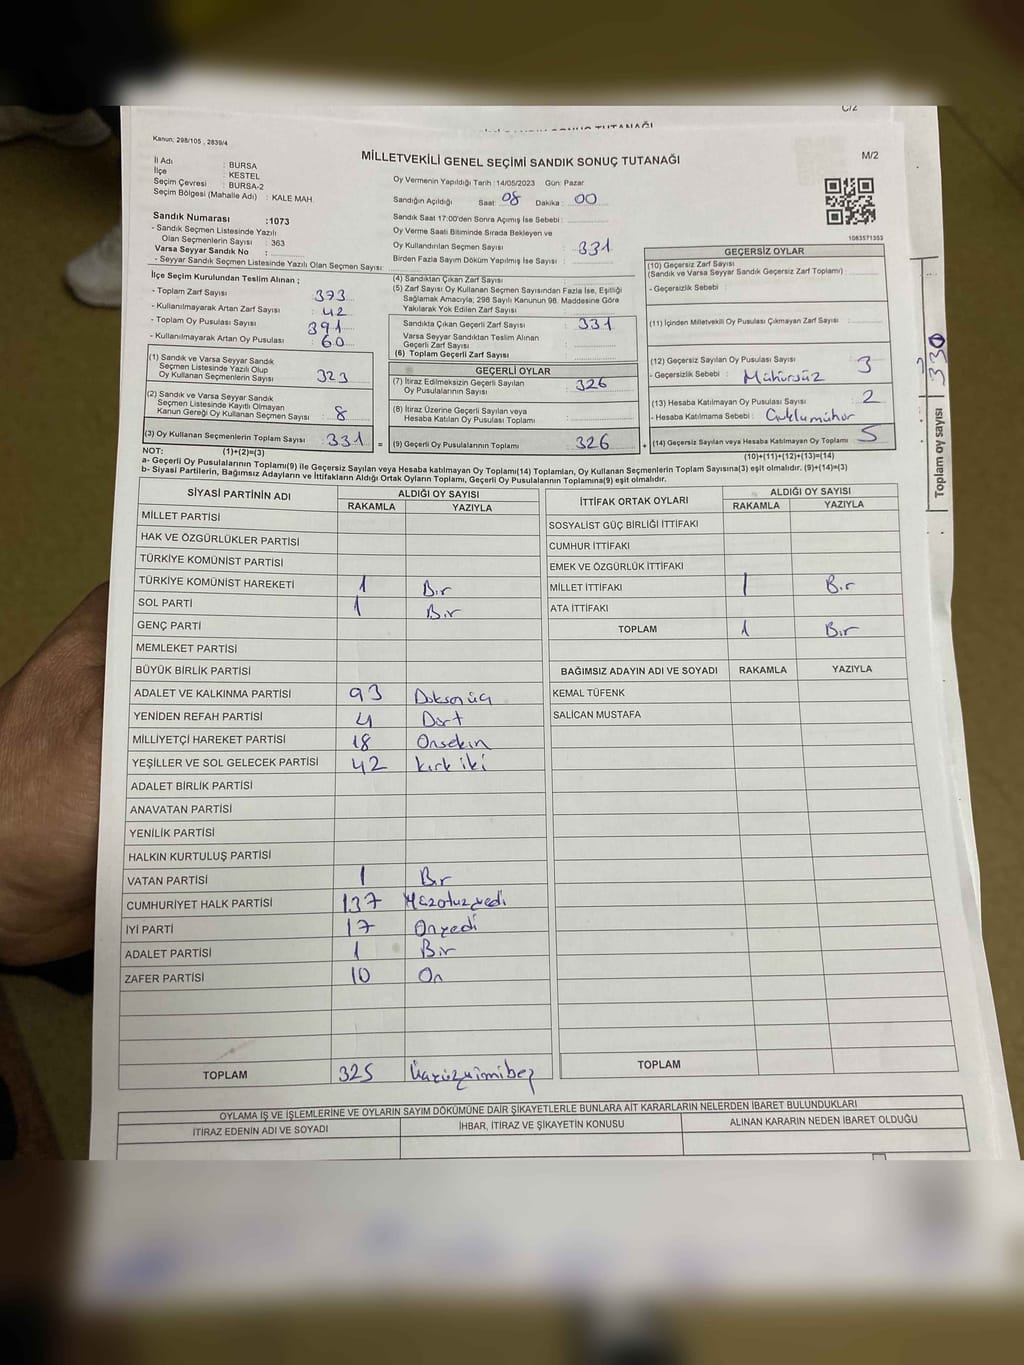 C/2
Kanun: 298/105 , 2839/4
MİLLETVEKİLİ GENEL SEÇİMİ SANDIK SONUÇ TUTANAĞI
M/2
İl Adı : BURSA
İlçe : KESTEL
Seçim Çevresi : BURSA-2
Seçim Bölgesi (Mahalle Adı) : KALE MAH.
Oy Vermenin Yapıldığı Tarih :14/05/2023 Gün: Pazar
Sandığın Açıldığı Saat: 08 Dakika : 00
Sandık Saat 17:00'den Sonra Açılmış İse Sebebi :
Oy Verme Saati Bitiminde Sırada Bekleyen ve
Oy Kullandırılan Seçmen Sayısı : 331
Birden Fazla Sayım Döküm Yapılmış İse Sayısı :
1083571353
Sandık Numarası :1073
- Sandık Seçmen Listesinde Yazılı
Olan Seçmenlerin Sayısı : 363
Varsa Seyyar Sandık No :
- Seyyar Sandık Seçmen Listesinde Yazılı Olan Seçmen Sayısı:
İlçe Seçim Kurulundan Teslim Alınan ;
- Toplam Zarf Sayısı : 393
- Kullanılmayarak Artan Zarf Sayısı : 42
- Toplam Oy Pusulası Sayısı : 391
- Kullanılmayarak Artan Oy Pusulası : 60
(1) Sandık ve Varsa Seyyar Sandık
Seçmen Listesinde Yazılı Olup
Oy Kullanan Seçmenlerin Sayısı : 323
(2) Sandık ve Varsa Seyyar Sandık
Seçmen Listesinde Kayıtlı Olmayan
Kanun Gereği Oy Kullanan Seçmen Sayısı : 8
(3) Oy Kullanan Seçmenlerin Toplam Sayısı : 331 =
(4) Sandıktan Çıkan Zarf Sayısı :
(5) Zarf Sayısı Oy Kullanan Seçmen Sayısından Fazla İse, Eşitliği
Sağlamak Amacıyla; 298 Sayılı Kanunun 98. Maddesine Göre
Yakılarak Yok Edilen Zarf Sayısı :
Sandıkta Çıkan Geçerli Zarf Sayısı : 331
Varsa Seyyar Sandıktan Teslim Alınan
Geçerli Zarf Sayısı :
(6) Toplam Geçerli Zarf Sayısı :
GEÇERLİ OYLAR
(7) İtiraz Edilmeksizin Geçerli Sayılan
Oy Pusulalarının Sayısı : 326
(8) İtiraz Üzerine Geçerli Sayılan veya
Hesaba Katılan Oy Pusulaları Toplamı :
(9) Geçerli Oy Pusulalarının Toplamı 326 +
GEÇERSİZ OYLAR
(10) Geçersiz Zarf Sayısı
(Sandık ve Varsa Seyyar Sandık Geçersiz Zarf Toplamı)
- Geçersizlik Sebebi :
(11) İçinden Milletvekili Oy Pusulası Çıkmayan Zarf Sayısı :
(12) Geçersiz Sayılan Oy Pusulası Sayısı : 3
- Geçersizlik Sebebi : Mühürsüz
(13) Hesaba Katılmayan Oy Pusulası Sayısı : 2
- Hesaba Katılmama Sebebi :
(14) Geçersiz Sayılan veya Hesaba Katılmayan Oy Toplamı : 5
(10)+(11)+(12)+(13)=(14)
NOT: (1)+(2)=(3)
a- Geçerli Oy Pusulalarının Toplamı(9) ile Geçersiz Sayılan veya Hesaba katılmayan Oy Toplamı(14) Toplamları, Oy Kullanan Seçmenlerin Toplam Sayısına(3) eşit olmalıdır. (9)+(14)=(3)
b- Siyasi Partilerin, Bağımsız Adayların ve İttifakların Aldığı Ortak Oyların Toplamı, Geçerli Oy Pusulalarının Toplamına(9) eşit olmalıdır.
SİYASİ PARTİNİN ADI ALDIĞI OY SAYISI
RAKAMLA YAZIYLA
MİLLET PARTİSİ
HAK VE ÖZGÜRLÜKLER PARTİSİ
TÜRKİYE KOMÜNİST PARTİSİ
TÜRKİYE KOMÜNİST HAREKETİ 1 Bir
SOL PARTİ 1 Bir
GENÇ PARTİ
MEMLEKET PARTİSİ
BÜYÜK BİRLİK PARTİSİ
ADALET VE KALKINMA PARTİSİ 93 Doksanüç
YENİDEN REFAH PARTİSİ 4 Dört
MİLLİYETÇİ HAREKET PARTİSİ 18 Onsekiz
YEŞİLLER VE SOL GELECEK PARTİSİ 42 kırk iki
ADALET BİRLİK PARTİSİ
ANAVATAN PARTİSİ
YENİLİK PARTİSİ
HALKIN KURTULUŞ PARTİSİ
VATAN PARTİSİ 1 Bir
CUMHURİYET HALK PARTİSİ 137 Yüzotuzyedi
İYİ PARTİ 17 Onyedi
ADALET PARTİSİ 1 Bir
ZAFER PARTİSİ 10 On
TOPLAM 325 Üçyüzyirmibeş
İTTİFAK ORTAK OYLARI ALDIĞI OY SAYISI
RAKAMLA YAZIYLA
SOSYALİST GÜÇ BİRLİĞİ İTTİFAKI
CUMHUR İTTİFAKI
EMEK VE ÖZGÜRLÜK İTTİFAKI
MİLLET İTTİFAKI 1 Bir
ATA İTTİFAKI
TOPLAM 1 Bir
BAĞIMSIZ ADAYIN ADI VE SOYADI RAKAMLA YAZIYLA
KEMAL TÜFENK
SALİCAN MUSTAFA
TOPLAM
OYLAMA İŞ VE İŞLEMLERİNE VE OYLARIN SAYIM DÖKÜMÜNE DAİR ŞİKAYETLERLE BUNLARA AİT KARARLARIN NELERDEN İBARET BULUNDUKLARI
İTİRAZ EDENİN ADI VE SOYADI İHBAR, İTİRAZ VE ŞİKAYETİN KONUSU ALINAN KARARIN NEDEN İBARET OLDUĞU
Toplam oy sayısı 330